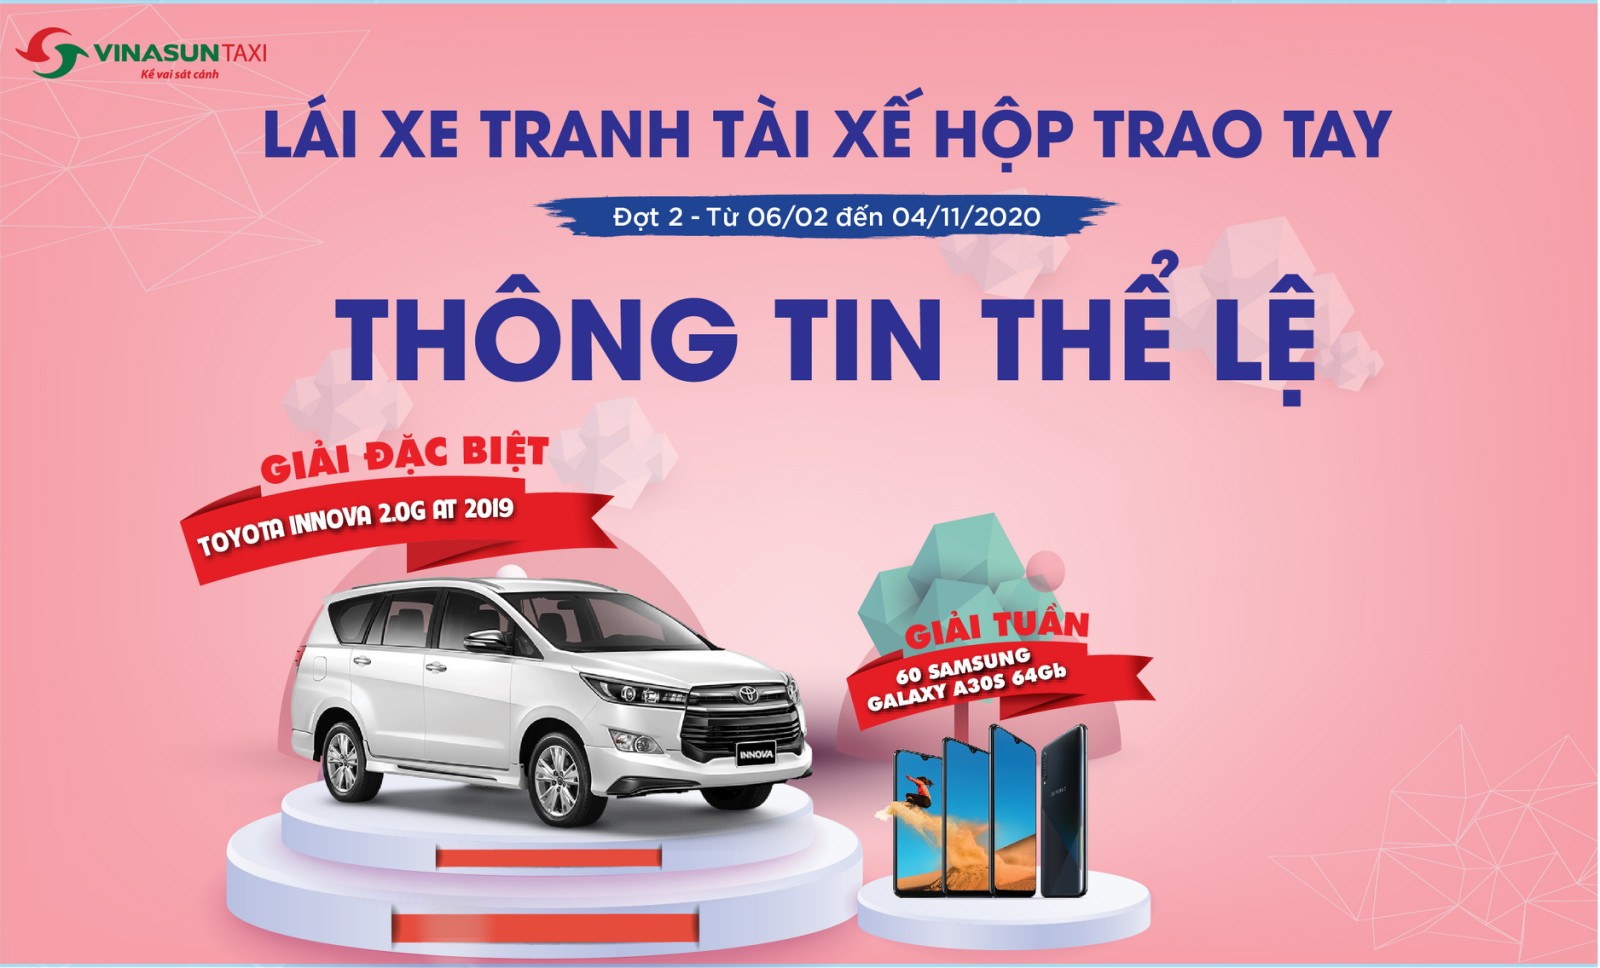 VINASUN TAXI
Kề vai sát cánh
LÁI XE TRANH TÀI XẾ HỘP TRAO TAY
Đợt 2 - Từ 06/02 đến 04/11/2020
THÔNG TIN THỂ LỆ
GIẢI ĐẶC BIỆT
TOYOTA INNOVA 2.0G AT 2019
INNOVA
GIẢI TUẦN
60 SAMSUNG
GALAXY A30S 64Gb